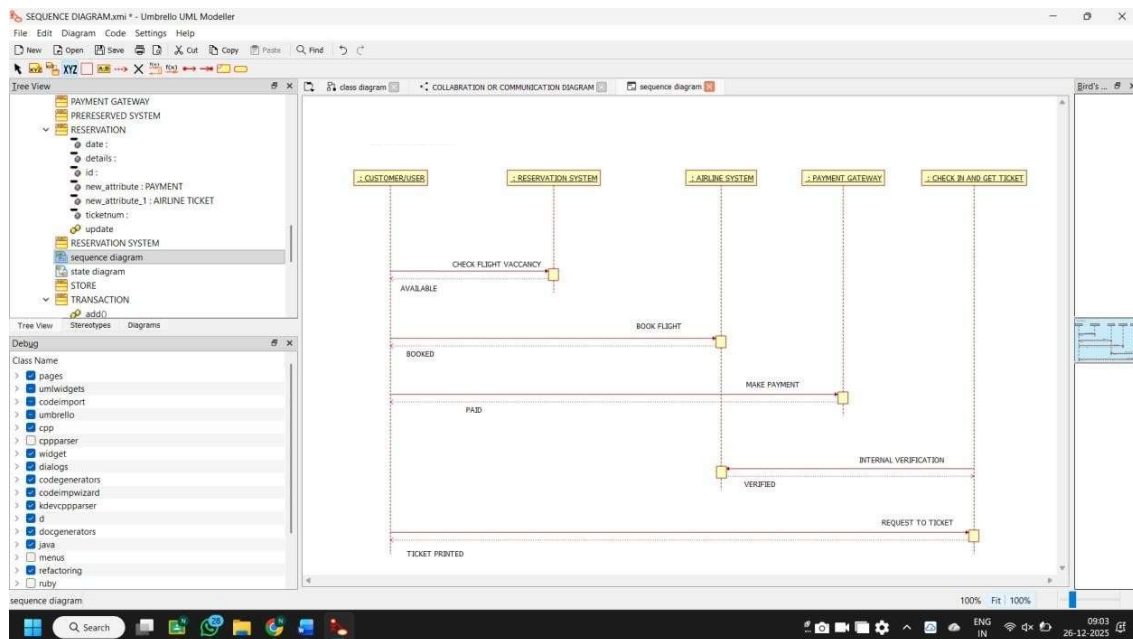 SEQUENCE DIAGRAM.xmi * - Umbrello UML Modeller
File Edit Diagram Code Settings Help
New Open Save Cut Copy Paste Find
XYZ A.B
Tree View
class diagram COLLABRATION OR COMMUNICATION DIAGRAM sequence diagram
Bird's ...
PAYMENT GATEWAY
PRERESERVED SYSTEM
RESERVATION
date :
details :
id :
new_attribute : PAYMENT
new_attribute_1 : AIRLINE TICKET
ticketnum :
update
RESERVATION SYSTEM
sequence diagram
state diagram
STORE
TRANSACTION
add()
Tree View Stereotypes Diagrams
Debug
Class Name
pages
umlwidgets
codeimport
umbrello
cpp
cppparser
widget
dialogs
codegenerators
codeimpwizard
kdevcppparser
d
docgenerators
java
menus
refactoring
ruby
: CUSTOMER/USER : RESERVATION SYSTEM : AIRLINE SYSTEM : PAYMENT GATEWAY : CHECK IN AND GET TICKET
CHECK FLIGHT VACCANCY
AVAILABLE
BOOK FLIGHT
BOOKED
MAKE PAYMENT
PAID
INTERNAL VERIFICATION
VERIFIED
REQUEST TO TICKET
TICKET PRINTED
sequence diagram
100% Fit 100%
Search
28
ENG
IN
09:03
26-12-2025